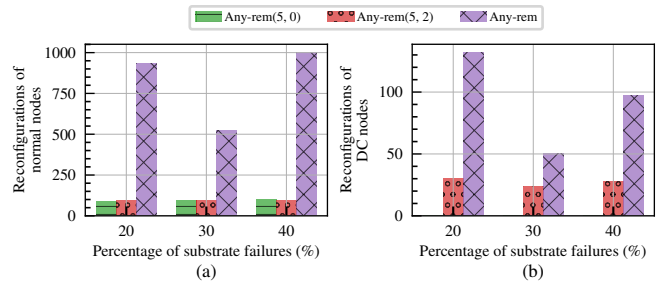 Any-rem(5, 0) Any-rem(5, 2) Any-rem
Reconfigurations of
normal nodes
1000
750
500
250
0
20 30 40
Percentage of substrate failures (%)
(a)
Reconfigurations of
DC nodes
100
50
0
20 30 40
Percentage of substrate failures (%)
(b)